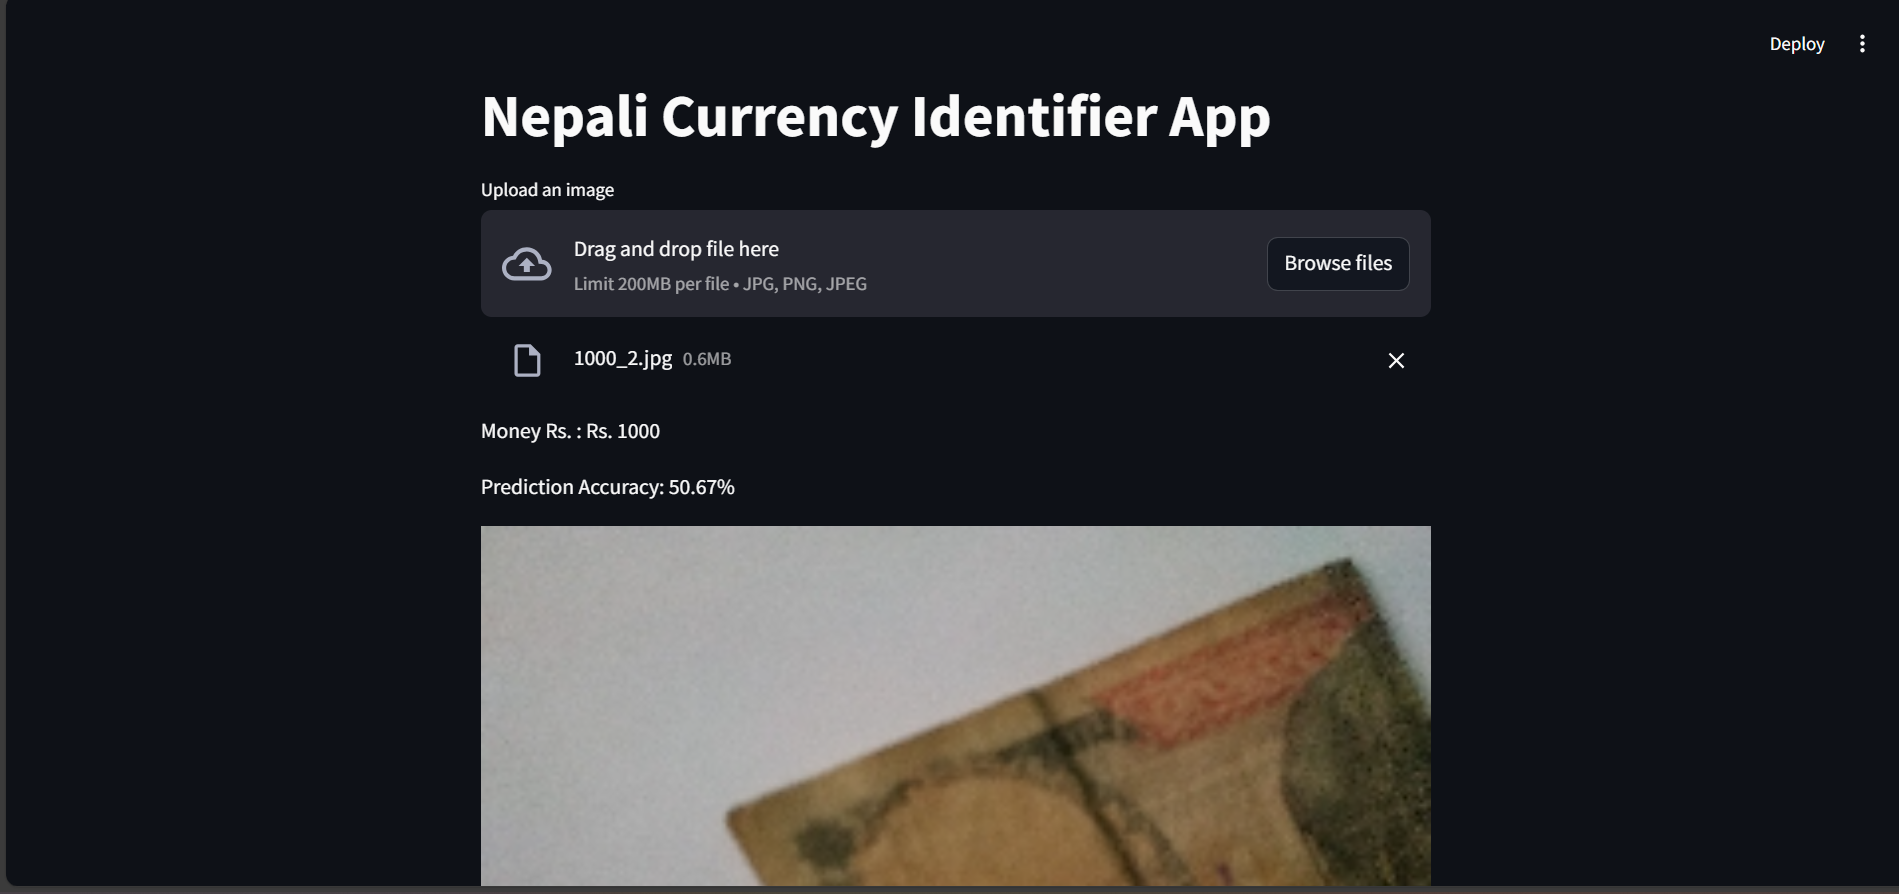 Deploy
Nepali Currency Identifier App
Upload an image
Drag and drop file here
Limit 200MB per file • JPG, PNG, JPEG
Browse files
1000_2.jpg 0.6MB
Money Rs. : Rs. 1000
Prediction Accuracy: 50.67%